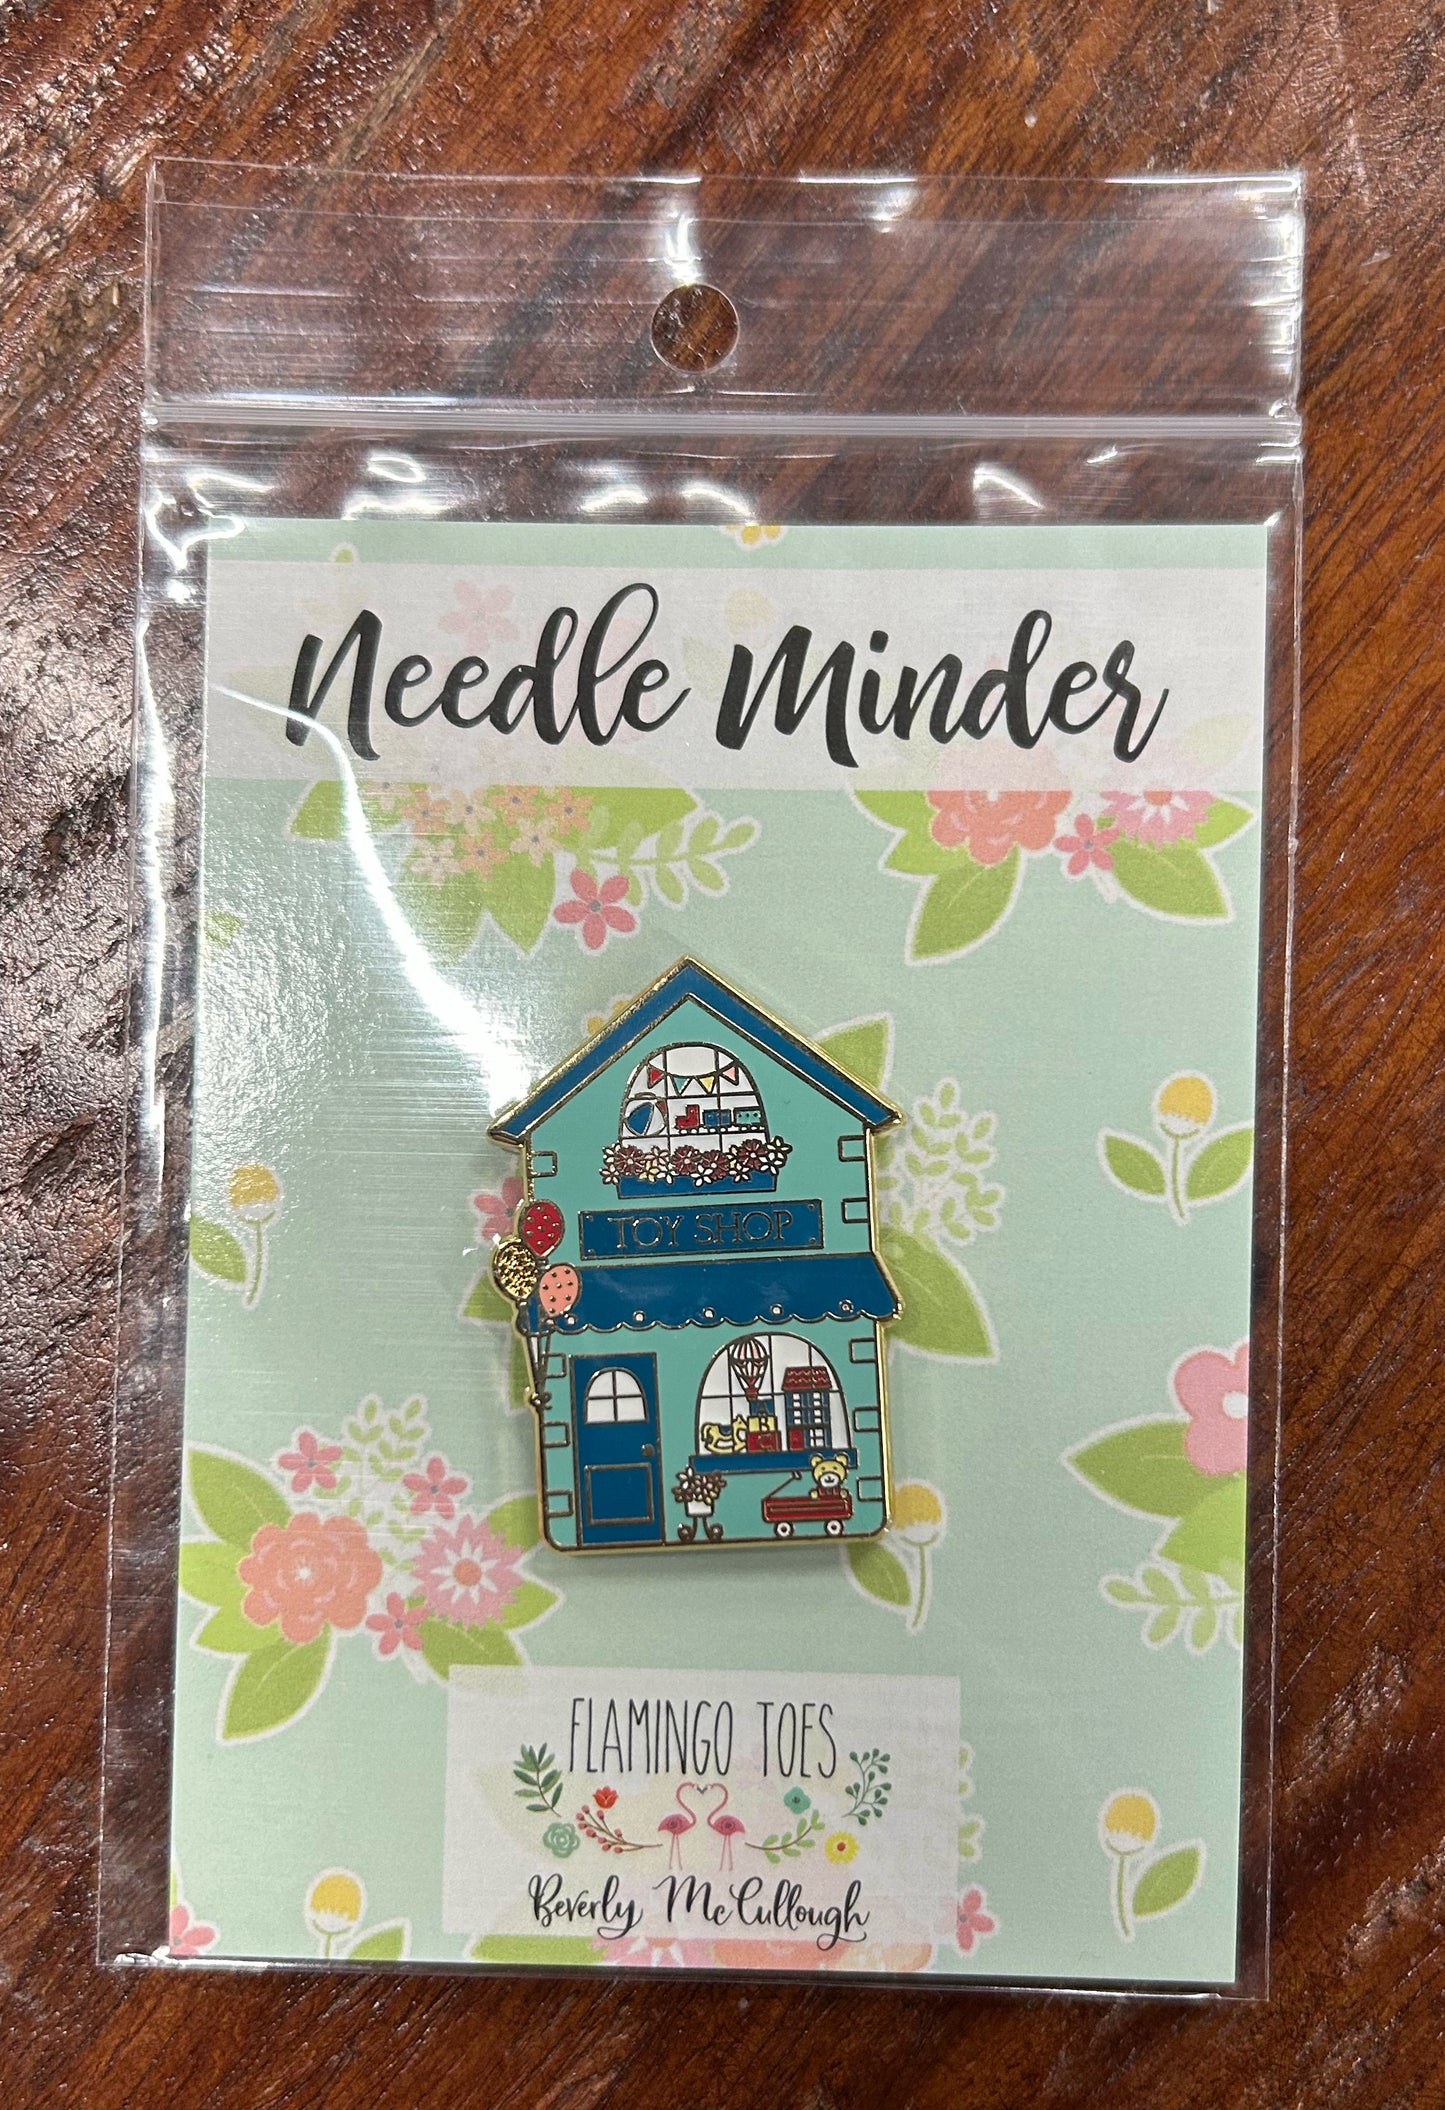 Needle Minder
TOY SHOP
FLAMINGO TOES
Beverly McCullough